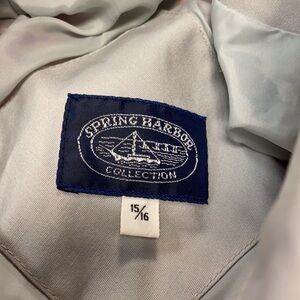 SPRING HARBOR
COLLECTION
15/16